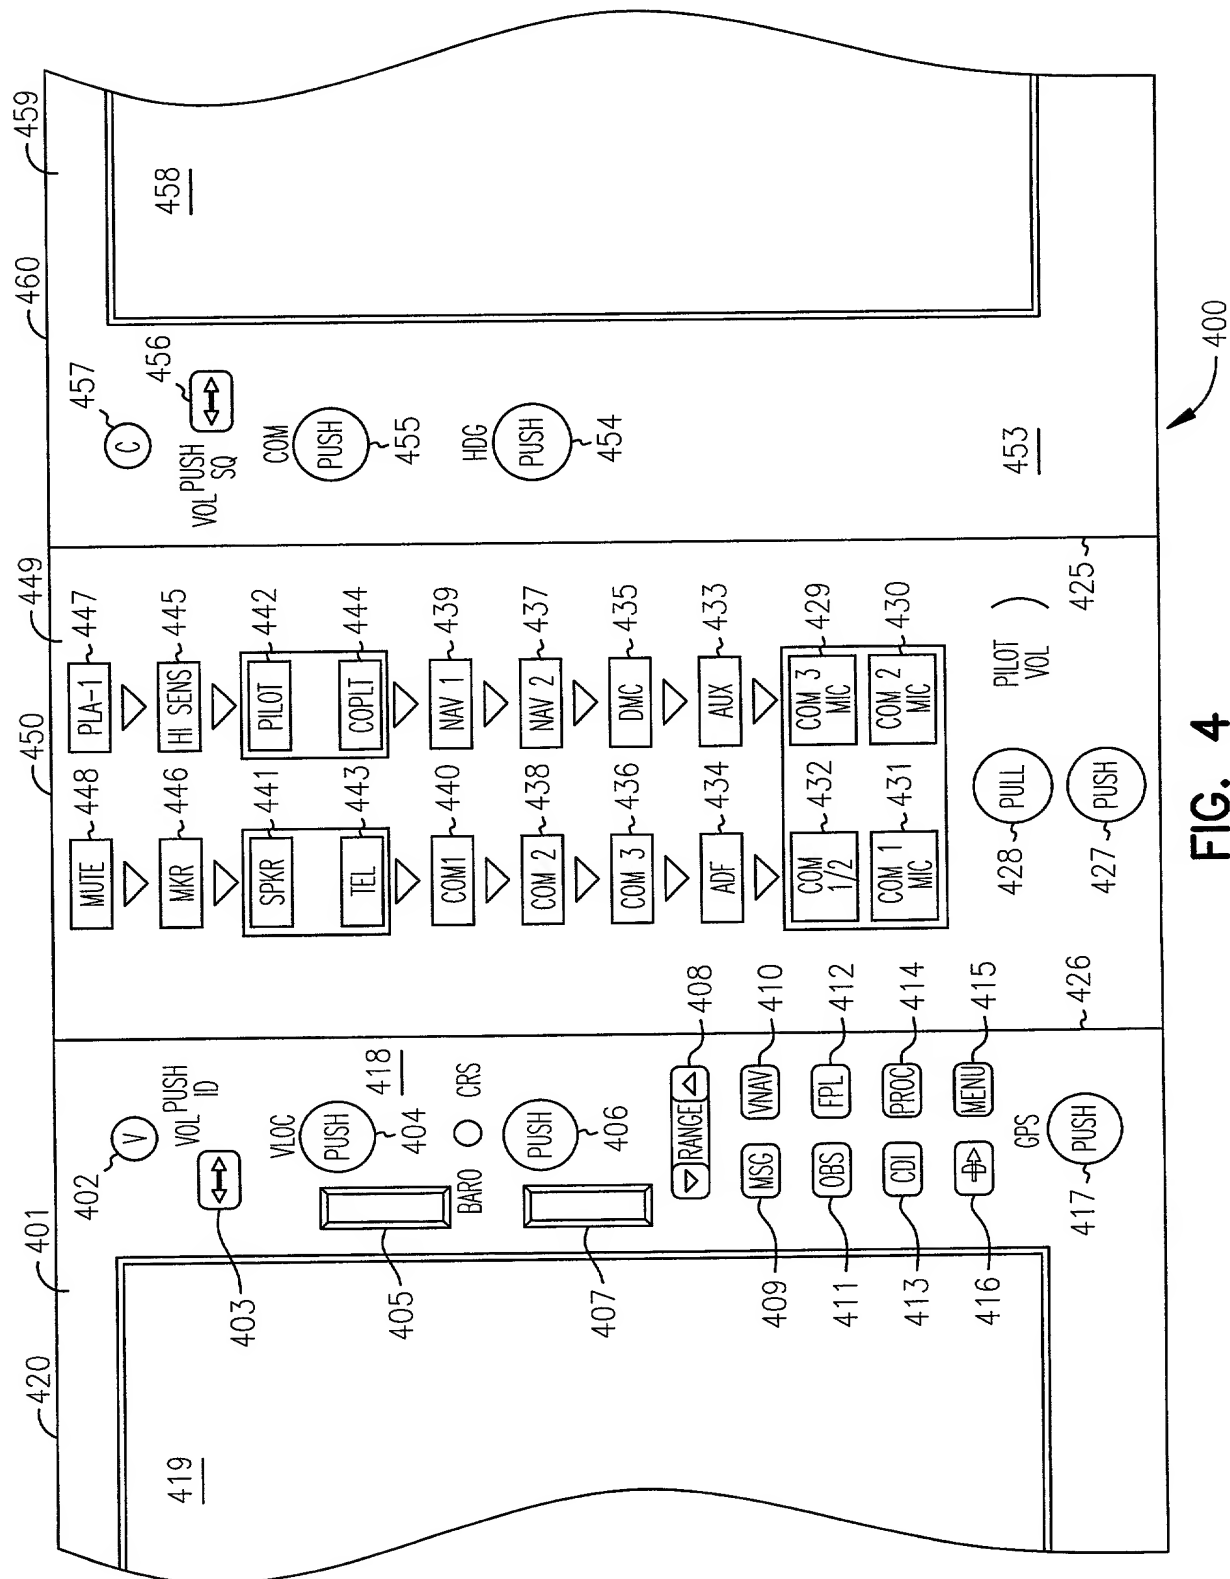 420
401
402
V
VOL PUSH ID
403
VLOC
PUSH
404
405
418
BARO
CRS
PUSH
406
407
RANGE
408
MSG
409
VNAV
410
OBS
411
FPL
412
CDI
413
PROC
414
416
MENU
415
GPS
PUSH
417
419
426
450
449
MUTE
448
PLA-1
447
MKR
446
HI SENS
445
SPKR
441
PILOT
442
TEL
443
COPLT
444
COM1
440
NAV 1
439
COM 2
438
NAV 2
437
COM 3
436
DMC
435
ADF
434
AUX
433
COM 1/2
432
COM 3 MIC
429
COM 1 MIC
431
COM 2 MIC
430
PULL
428
PILOT VOL
PUSH
427
425
460
459
457
C
VOL PUSH SQ
456
COM
PUSH
455
HDG
PUSH
454
453
458
400
FIG. 4